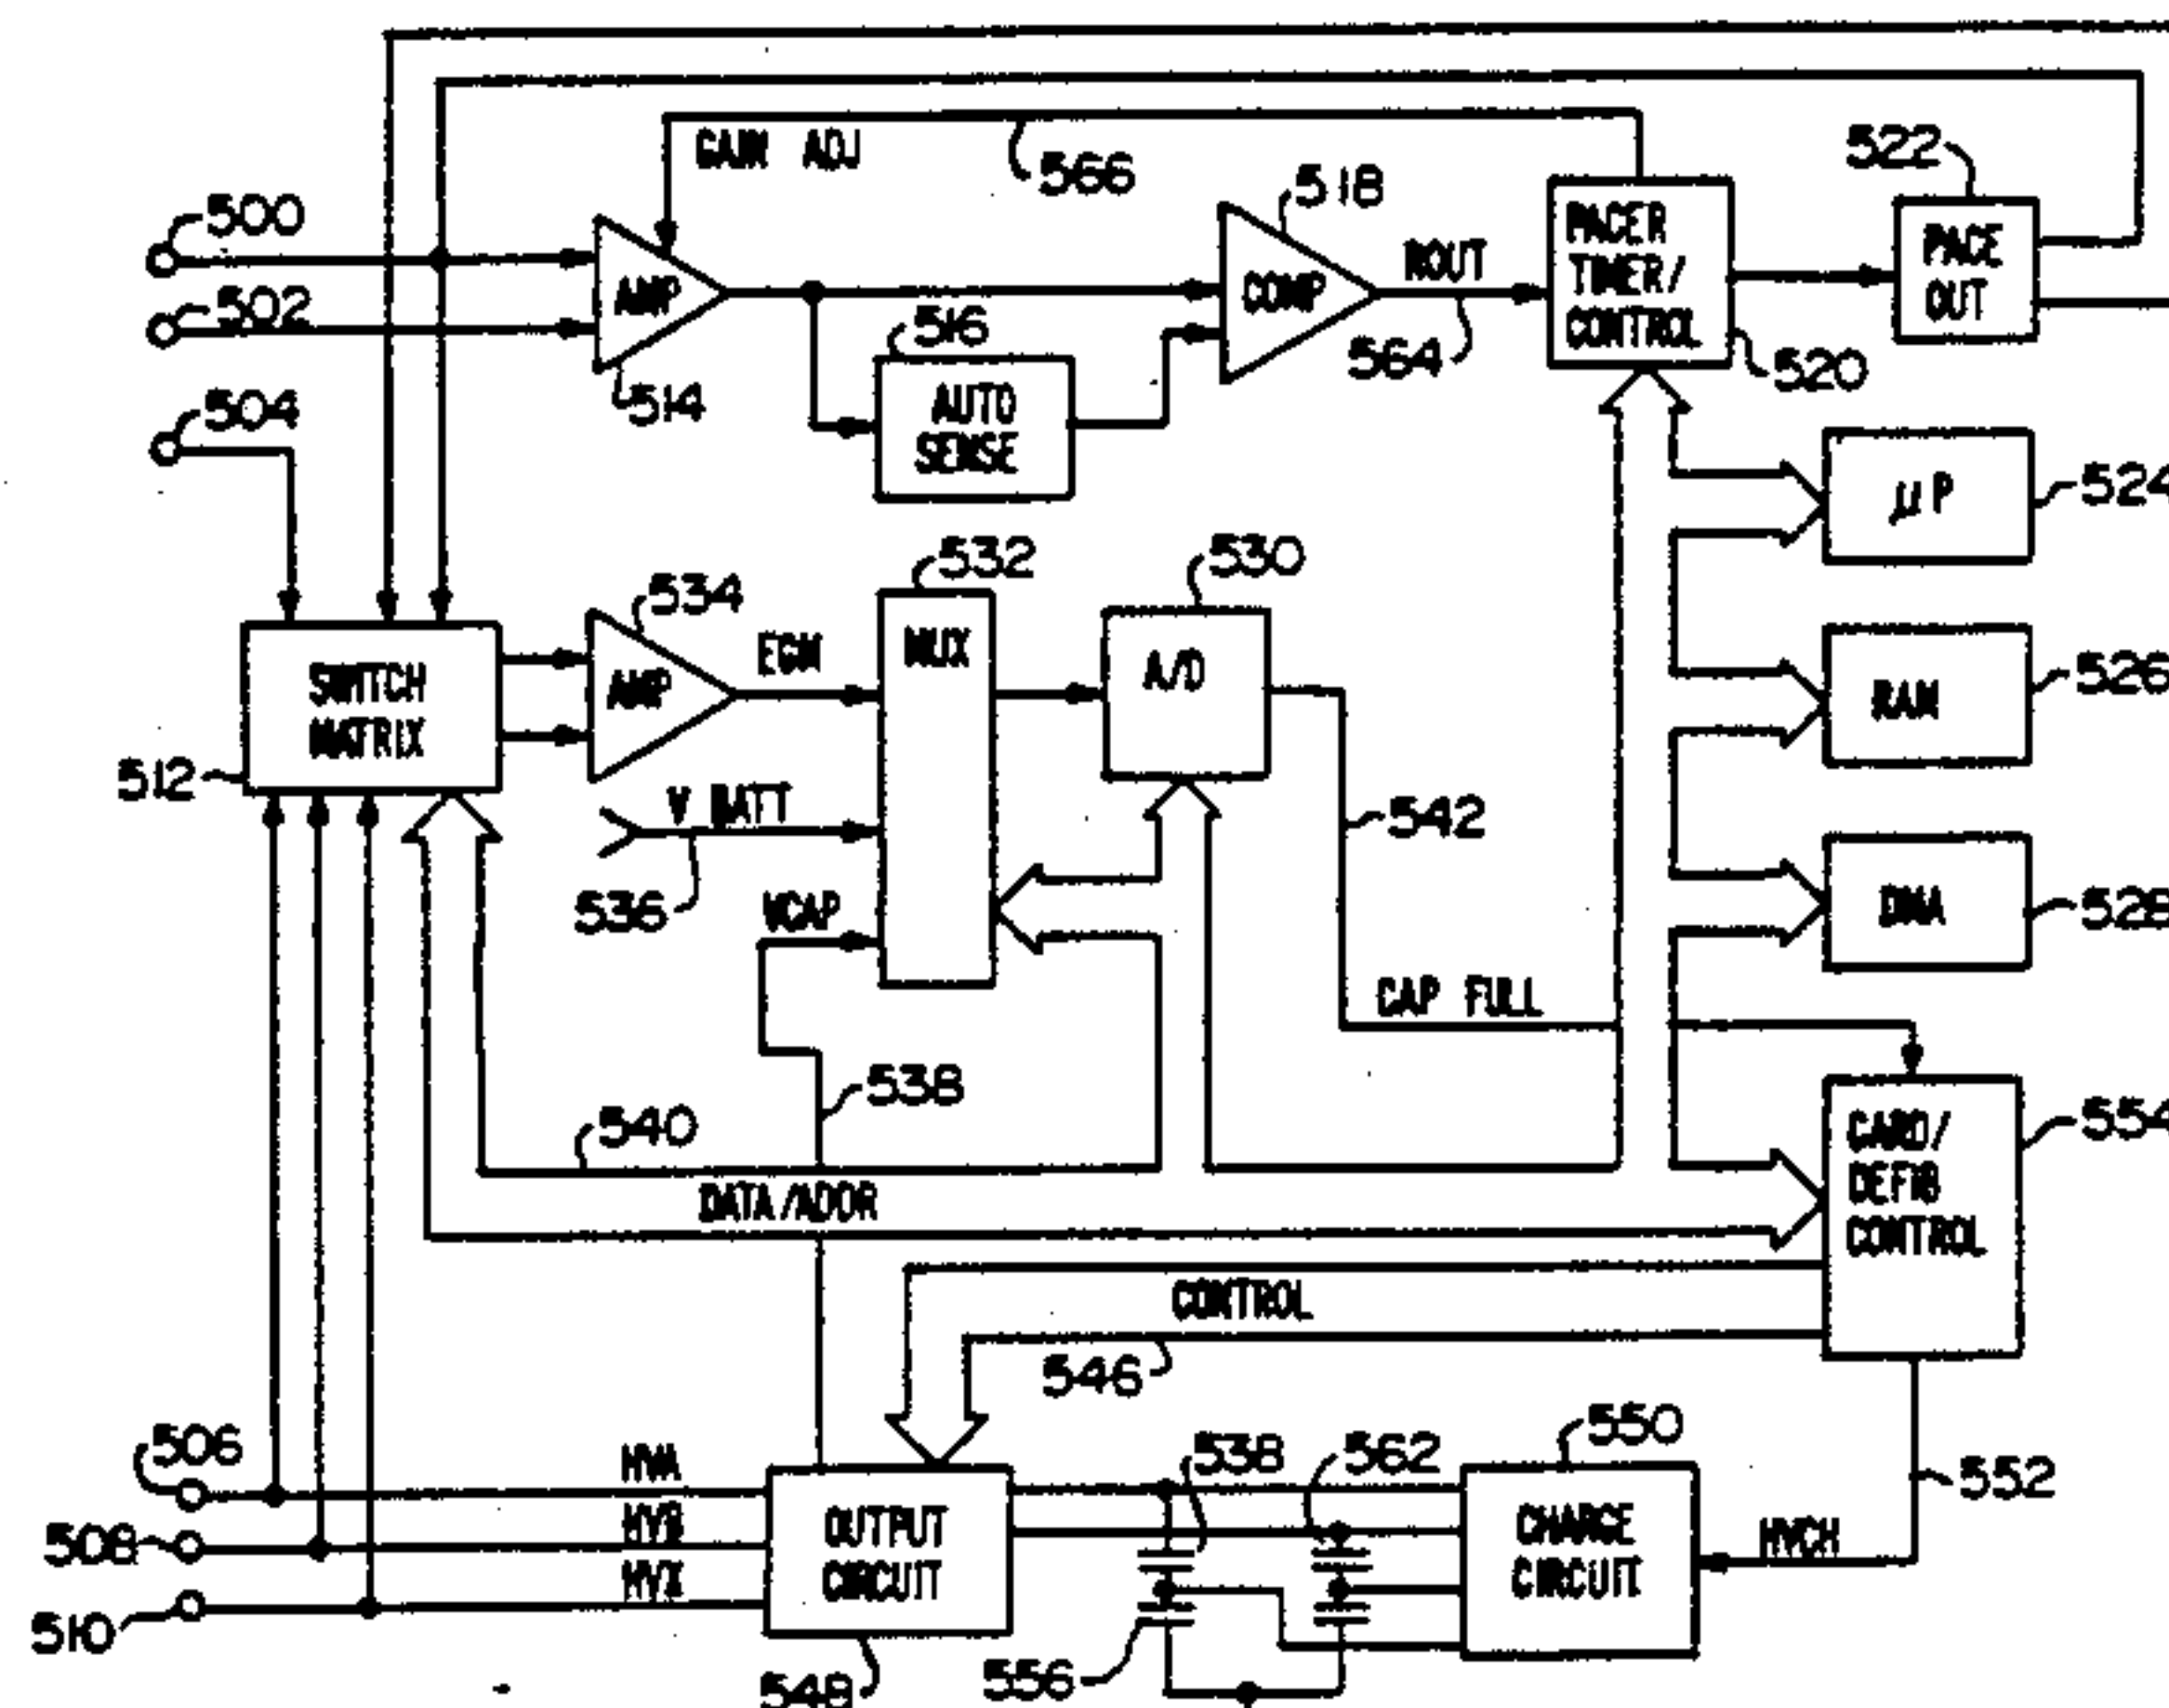 GAIN ADJ
566
522
500
518
PACER
TIMER/
CONTROL
PACE
OUT
502
AMP
COMP
ROUT
516
564
520
504
514
AUTO
SENSE
μP
524
532
530
534
EGM
MUX
A/D
SWITCH
MATRIX
AMP
RAM
526
512
V BATT
542
536
VCAP
DMA
528
CAP FULL
538
540
CARD/
DEFIB
CONTROL
554
DATA/ADDR
CONTROL
546
506
HVA
538
562
550
552
508
HVB
OUTPUT
CIRCUIT
CHARGE
CIRCUIT
HVCH
HVX
510
548
556